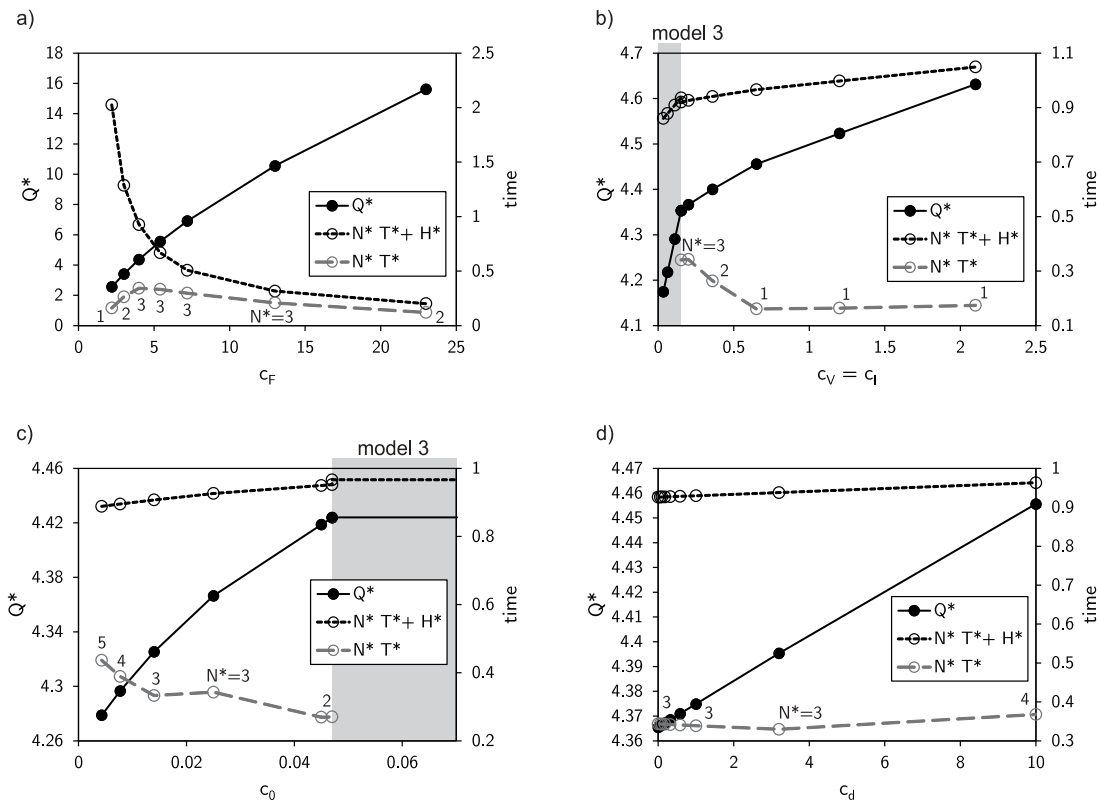 a)
18
16
14
12
10
8
6
4
2
0
Q*
2.5
2
1.5
1
0.5
0
time
0
5
10
15
20
25
c_F
Q*
N* T*+ H*
N* T*
1
2
3
3
3
N*=3
2
b)
model 3
4.7
4.6
4.5
4.4
4.3
4.2
4.1
Q*
1.1
0.9
0.7
0.5
0.3
0.1
time
0
0.5
1
1.5
2
2.5
c_V = c_I
Q*
N* T*+ H*
N* T*
N*=3
2
1
1
1
c)
model 3
4.46
4.42
4.38
4.34
4.3
4.26
Q*
1
0.8
0.6
0.4
0.2
time
0
0.02
0.04
0.06
c_0
Q*
N* T*+ H*
N* T*
5
4
3
N*=3
2
d)
4.47
4.46
4.45
4.44
4.43
4.42
4.41
4.4
4.39
4.38
4.37
4.36
Q*
1
0.9
0.8
0.7
0.6
0.5
0.4
0.3
time
0
2
4
6
8
10
c_d
Q*
N* T*+ H*
N* T*
3
3
N*=3
4